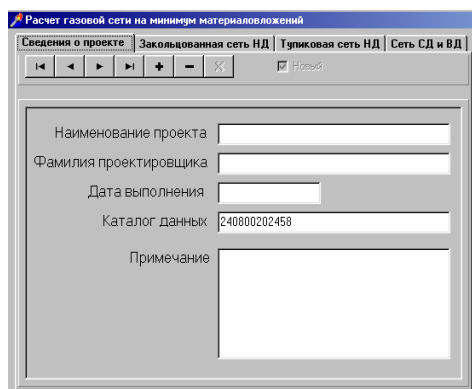 Расчет газовой сети на минимум материаловложений
Сведения о проекте Закольцованная сеть НД Тупиковая сеть НД Сеть СД и ВД
Новый
Наименование проекта
Фамилия проектировщика
Дата выполнения
Каталог данных 240800202458
Примечание